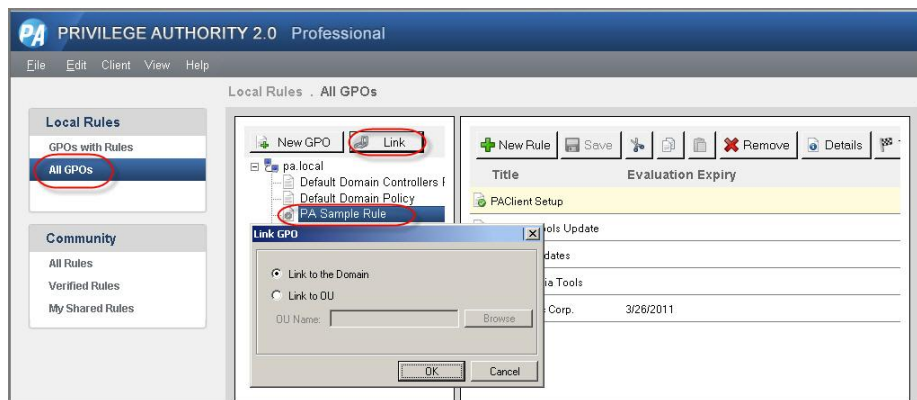 PA PRIVILEGE AUTHORITY 2.0 Professional
File Edit Client View Help
Local Rules . All GPOs
Local Rules
GPOs with Rules
All GPOs
Community
All Rules
Verified Rules
My Shared Rules
New GPO Link
pa.local
Default Domain Controllers
Default Domain Policy
PA Sample Rule
New Rule Save Remove Details
Title Evaluation Expiry
PAClient Setup
Update
Tools
Corp. 3/26/2011
Link GPO
Link to the Domain
Link to OU
OU Name: Browse
OK Cancel